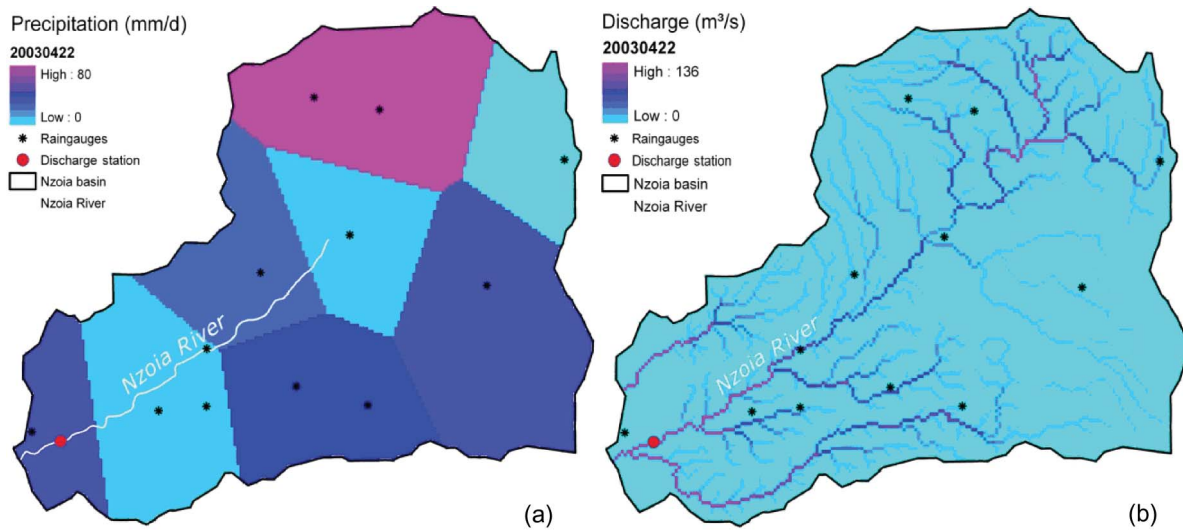 Precipitation (mm/d)
20030422
High : 80
Low : 0
Raingauges
Discharge station
Nzoia basin
Nzoia River
Nzoia River
(a)
Discharge (m³/s)
20030422
High : 136
Low : 0
Raingauges
Discharge station
Nzoia basin
Nzoia River
Nzoia River
(b)